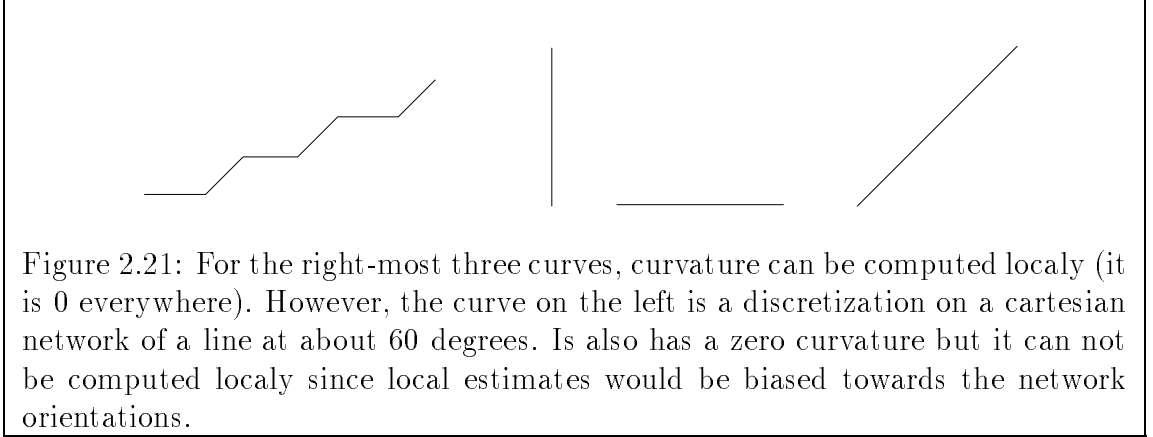 Figure 2.21: For the right-most three curves, curvature can be computed localy (it
is 0 everywhere). However, the curve on the left is a discretization on a cartesian
network of a line at about 60 degrees. Is also has a zero curvature but it can not
be computed localy since local estimates would be biased towards the network
orientations.